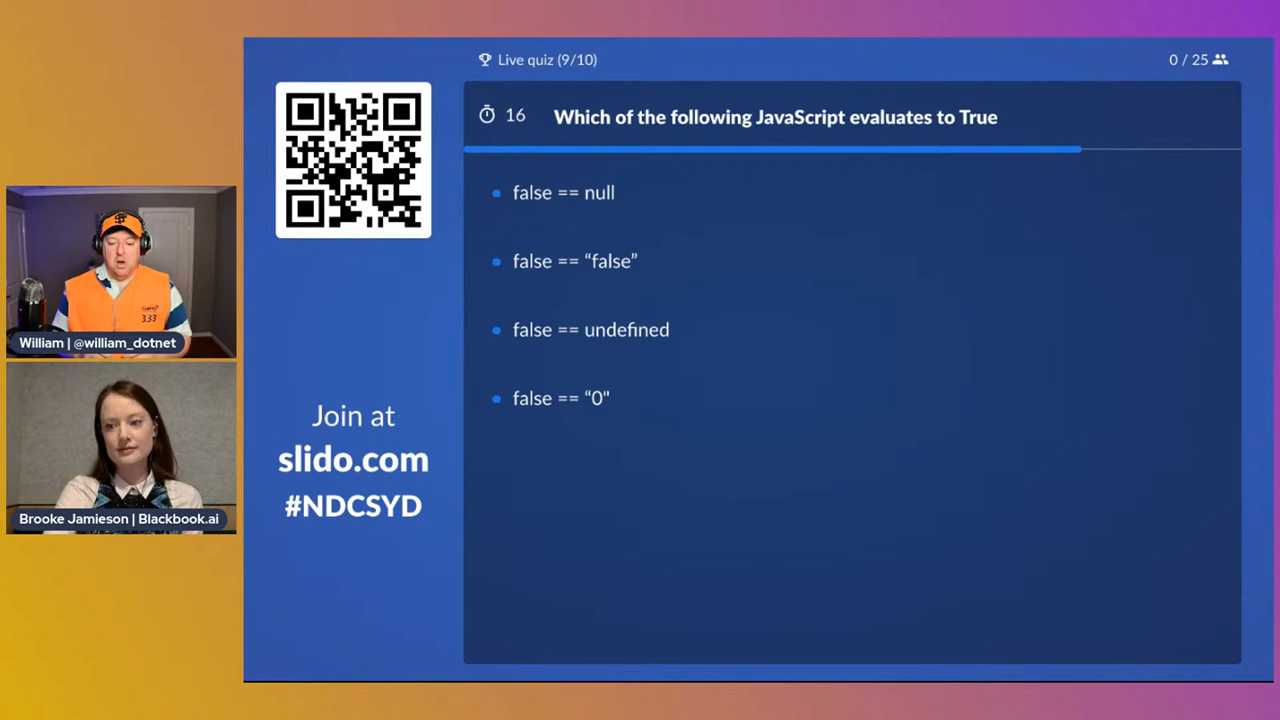 Live quiz (9/10)
0 / 25
16
Which of the following JavaScript evaluates to True
false == null
false == “false”
false == undefined
false == “0"
Join at
slido.com
#NDCSYD
333
William | @william_dotnet
Brooke Jamieson | Blackbook.ai